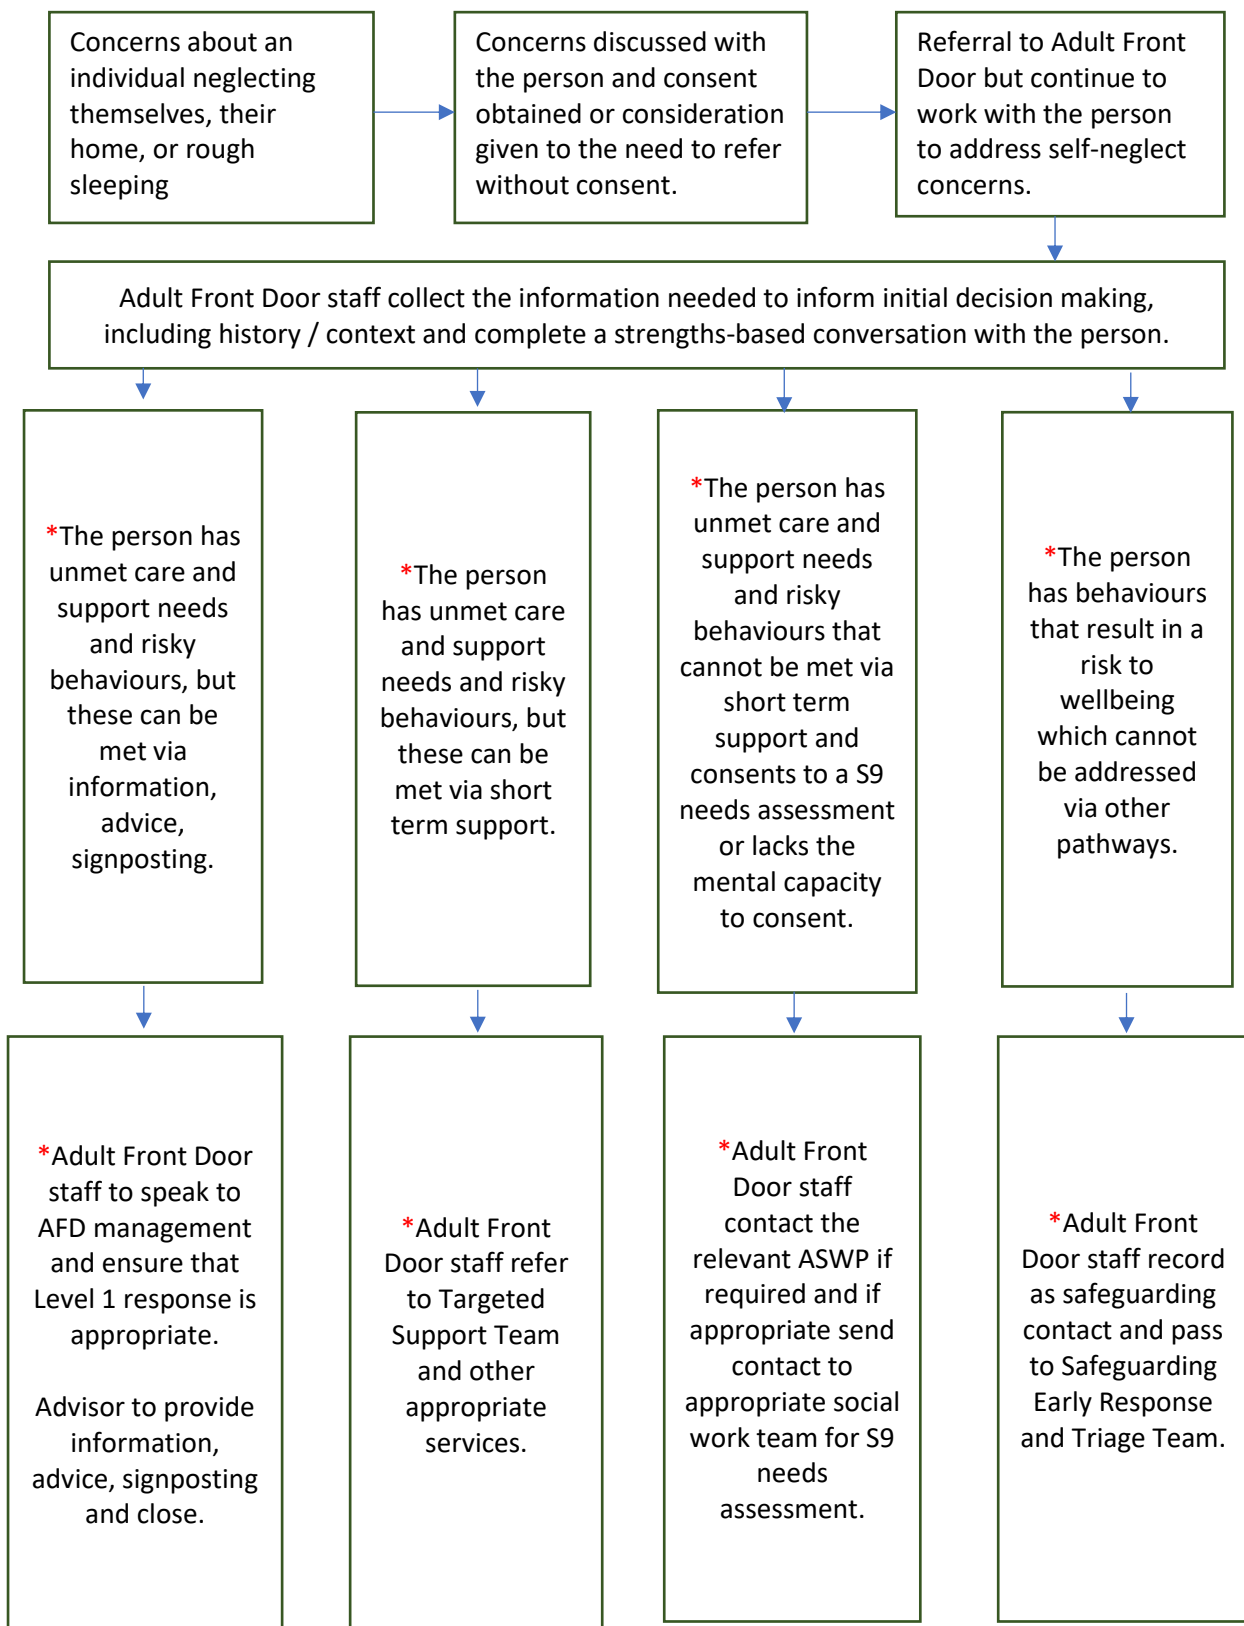 Concerns about an
individual neglecting
themselves, their
home, or rough
sleeping
Concerns discussed with
the person and consent
obtained or consideration
given to the need to refer
without consent.
Referral to Adult Front
Door but continue to
work with the person
to address self-neglect
concerns.
Adult Front Door staff collect the information needed to inform initial decision making,
including history / context and complete a strengths-based conversation with the person.
*The person has
unmet care and
support needs
and risky
behaviours, but
these can be
met via
information,
advice,
signposting.
*The person
has unmet care
and support
needs and risky
behaviours, but
these can be
met via short
term support.
*The person has
unmet care and
support needs
and risky
behaviours that
cannot be met via
short term
support and
consents to a S9
needs assessment
or lacks the
mental capacity
to consent.
*The person
has behaviours
that result in a
risk to
wellbeing
which cannot
be addressed
via other
pathways.
*Adult Front Door
staff to speak to
AFD management
and ensure that
Level 1 response is
appropriate.
Advisor to provide
information,
advice, signposting
and close.
*Adult Front
Door staff refer
to Targeted
Support Team
and other
appropriate
services.
*Adult Front
Door staff
contact the
relevant ASWP if
required and if
appropriate send
contact to
appropriate social
work team for S9
needs
assessment.
*Adult Front
Door staff record
as safeguarding
contact and pass
to Safeguarding
Early Response
and Triage Team.